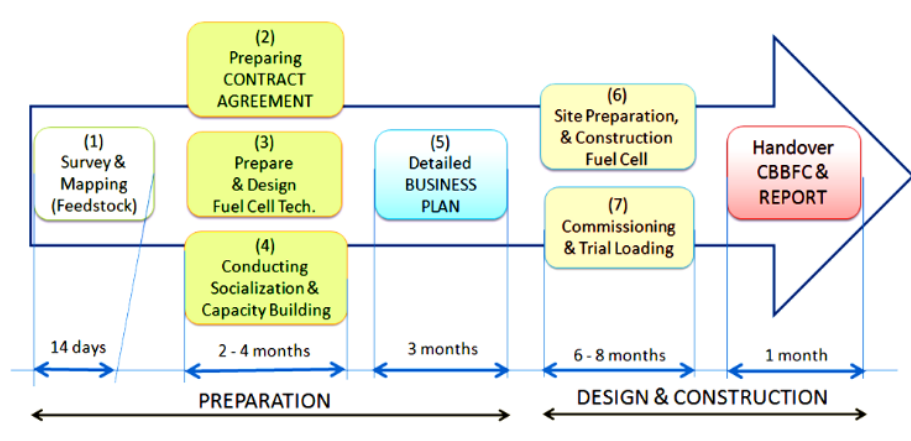 (1)
Survey &
Mapping
(Feedstock)
(2)
Preparing
CONTRACT
AGREEMENT
(3)
Prepare
& Design
Fuel Cell Tech.
(4)
Conducting
Socialization &
Capacity Building
(5)
Detailed
BUSINESS
PLAN
(6)
Site Preparation,
& Construction
Fuel Cell
(7)
Commissioning
& Trial Loading
Handover
CBBFC &
REPORT
14 days
2 - 4 months
3 months
6 - 8 months
1 month
PREPARATION
DESIGN & CONSTRUCTION